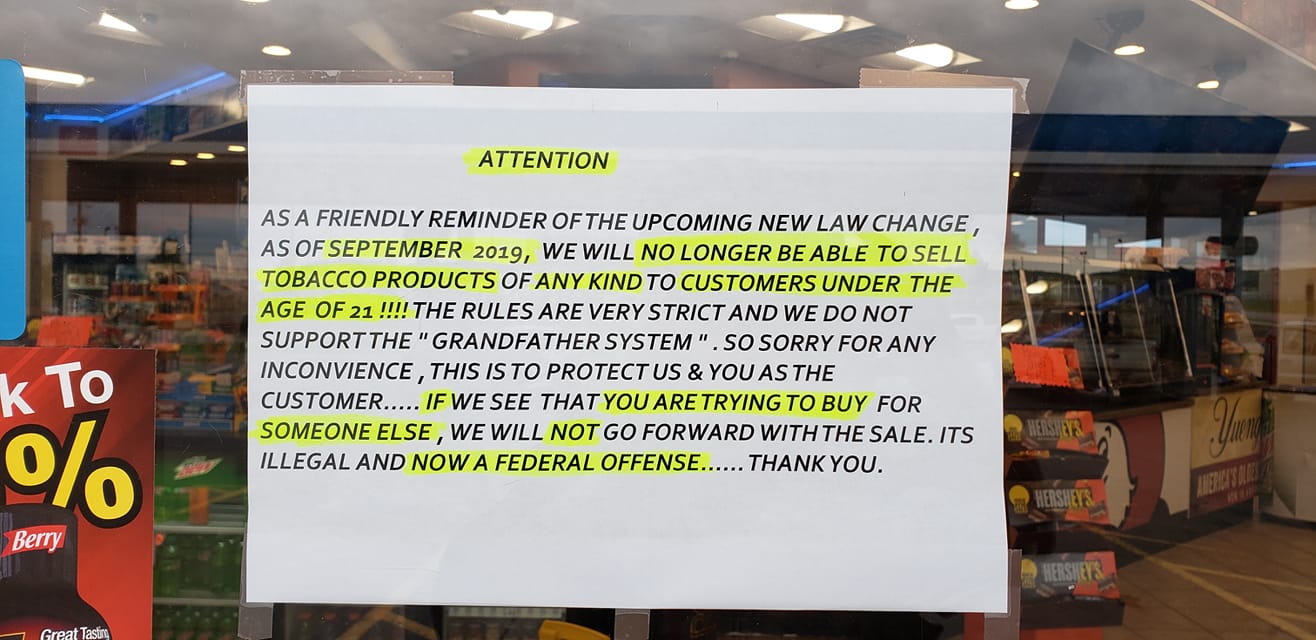 ATTENTION
AS A FRIENDLY REMINDER OF THE UPCOMING NEW LAW CHANGE ,
AS OF SEPTEMBER 2019, WE WILL NO LONGER BE ABLE TO SELL
TOBACCO PRODUCTS OF ANY KIND TO CUSTOMERS UNDER THE
AGE OF 21 !!!! THE RULES ARE VERY STRICT AND WE DO NOT
SUPPORT THE " GRANDFATHER SYSTEM " . SO SORRY FOR ANY
INCONVIENCE , THIS IS TO PROTECT US & YOU AS THE
CUSTOMER..... IF WE SEE THAT YOU ARE TRYING TO BUY FOR
SOMEONE ELSE , WE WILL NOT GO FORWARD WITH THE SALE. ITS
ILLEGAL AND NOW A FEDERAL OFFENSE...... THANK YOU.
k To
0%
Berry
Great Tasting
HERSHEY'S
HERSHEY'S
HERSHEY'S
Yueng
AMERICA'S OLDES